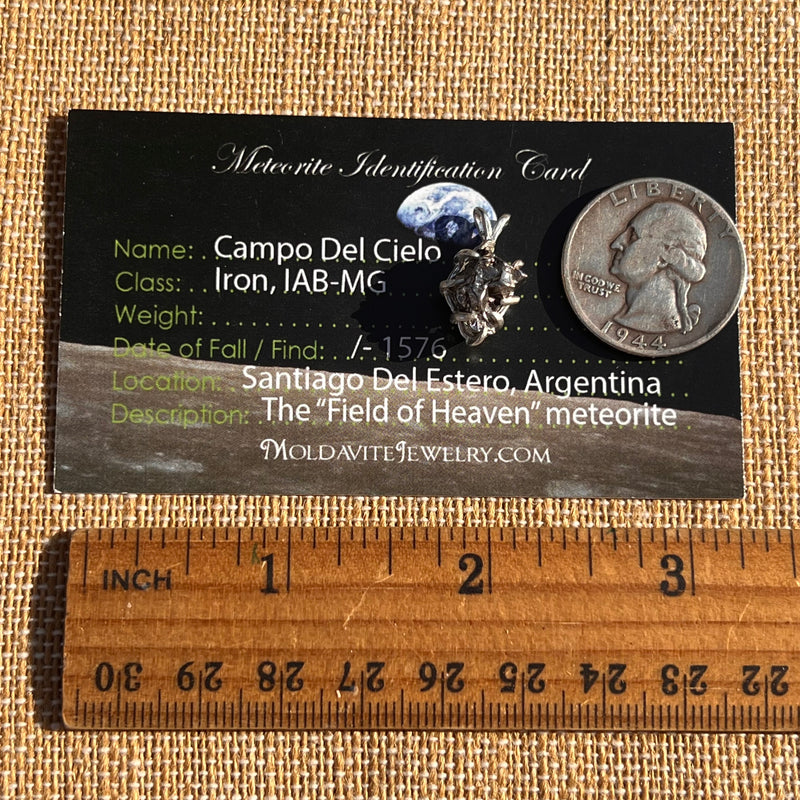 Meteorite Identification Card
Name: . Campo Del Cielo
Class: . . Iron, IAB-MG
Weight: . . . . . . . . . . . . . . . . . . . . . . . . . . . . . . . .
Date of Fall / Find: . ./- 1576
Location: . . Santiago Del Estero, Argentina
Description: . The "Field of Heaven" meteorite
MOLDAVITEJEWELRY.COM
LIBERTY
IN GOD WE
TRUST
1944
INCH 1 2 3
30 29 28 27 26 25 24 23 22